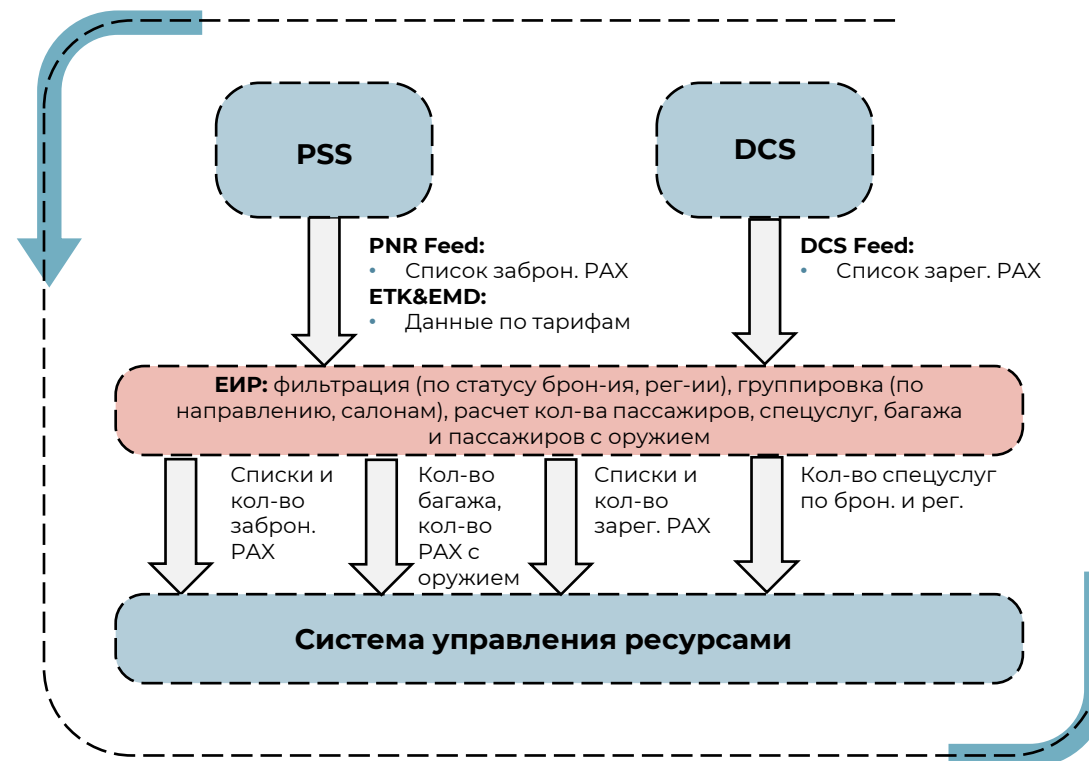 PSS
DCS
PNR Feed:
• Список заброн. PAX
ETK&EMD:
• Данные по тарифам
DCS Feed:
• Список зарег. PAX
ЕИР: фильтрация (по статусу брон-ия, рег-ии), группировка (по
направлению, салонам), расчет кол-ва пассажиров, спецуслуг, багажа
и пассажиров с оружием
Списки и
кол-во
заброн.
PAX
Кол-во
багажа,
кол-во
PAX с
оружием
Списки и
кол-во
зарег. PAX
Кол-во спецуслуг
по брон. и рег.
Система управления ресурсами